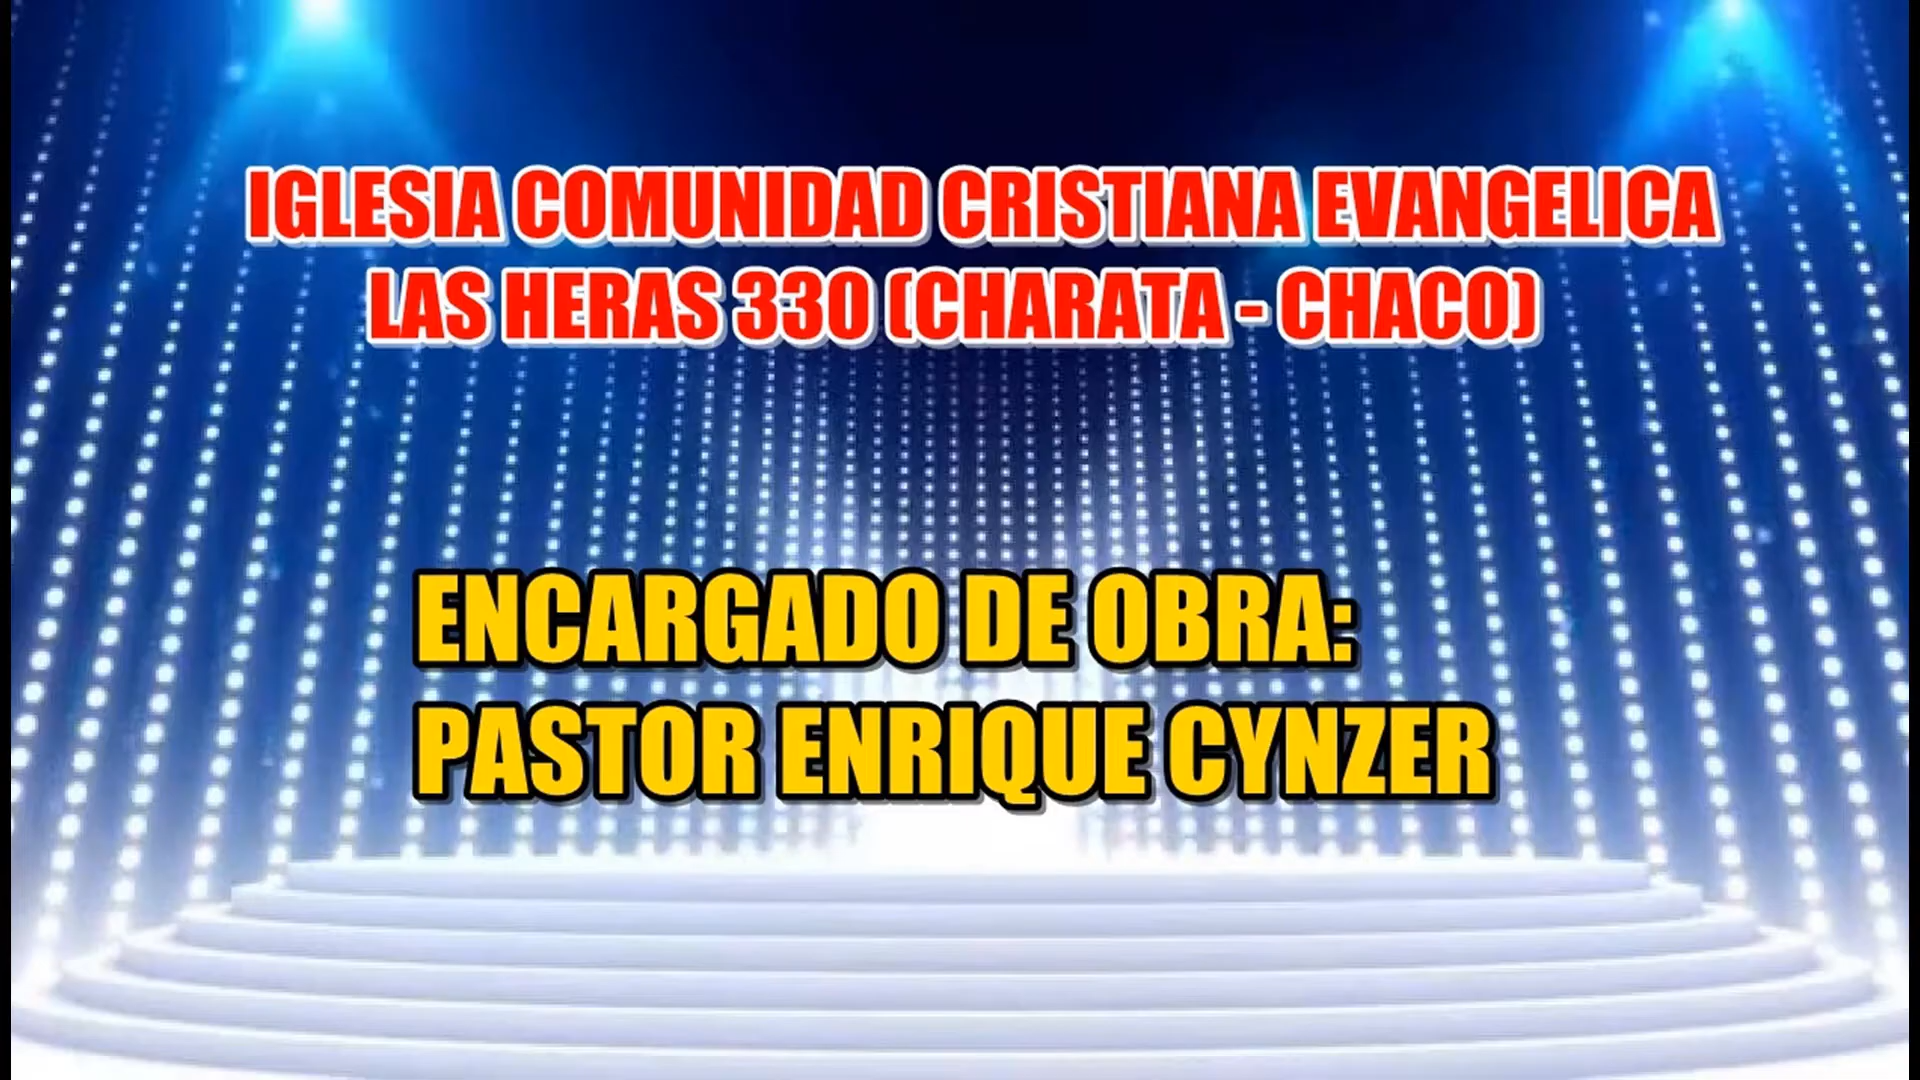 IGLESIA COMUNIDAD CRISTIANA EVANGELICA
LAS HERAS 330 (CHARATA - CHACO)
ENCARGADO DE OBRA:
PASTOR ENRIQUE CYNZER